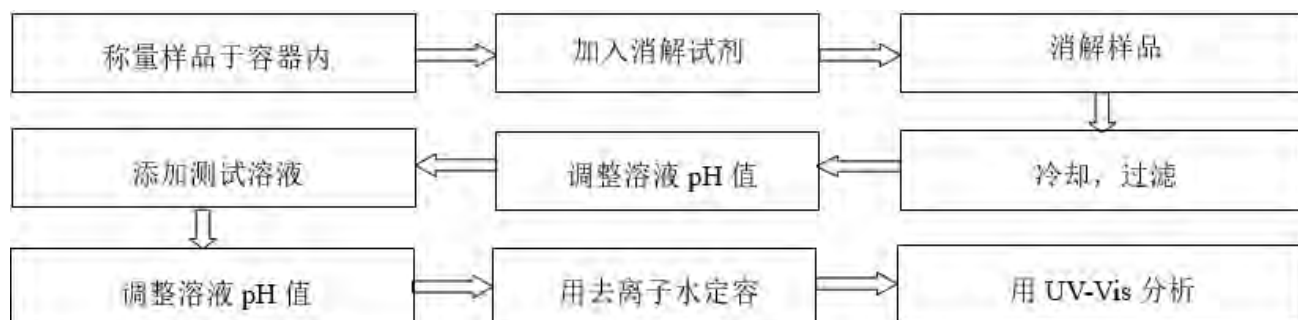 称量样品于容器内
加入消解试剂
消解样品
冷却，过滤
调整溶液 pH 值
添加测试溶液
调整溶液 pH 值
用去离子水定容
用 UV-Vis 分析